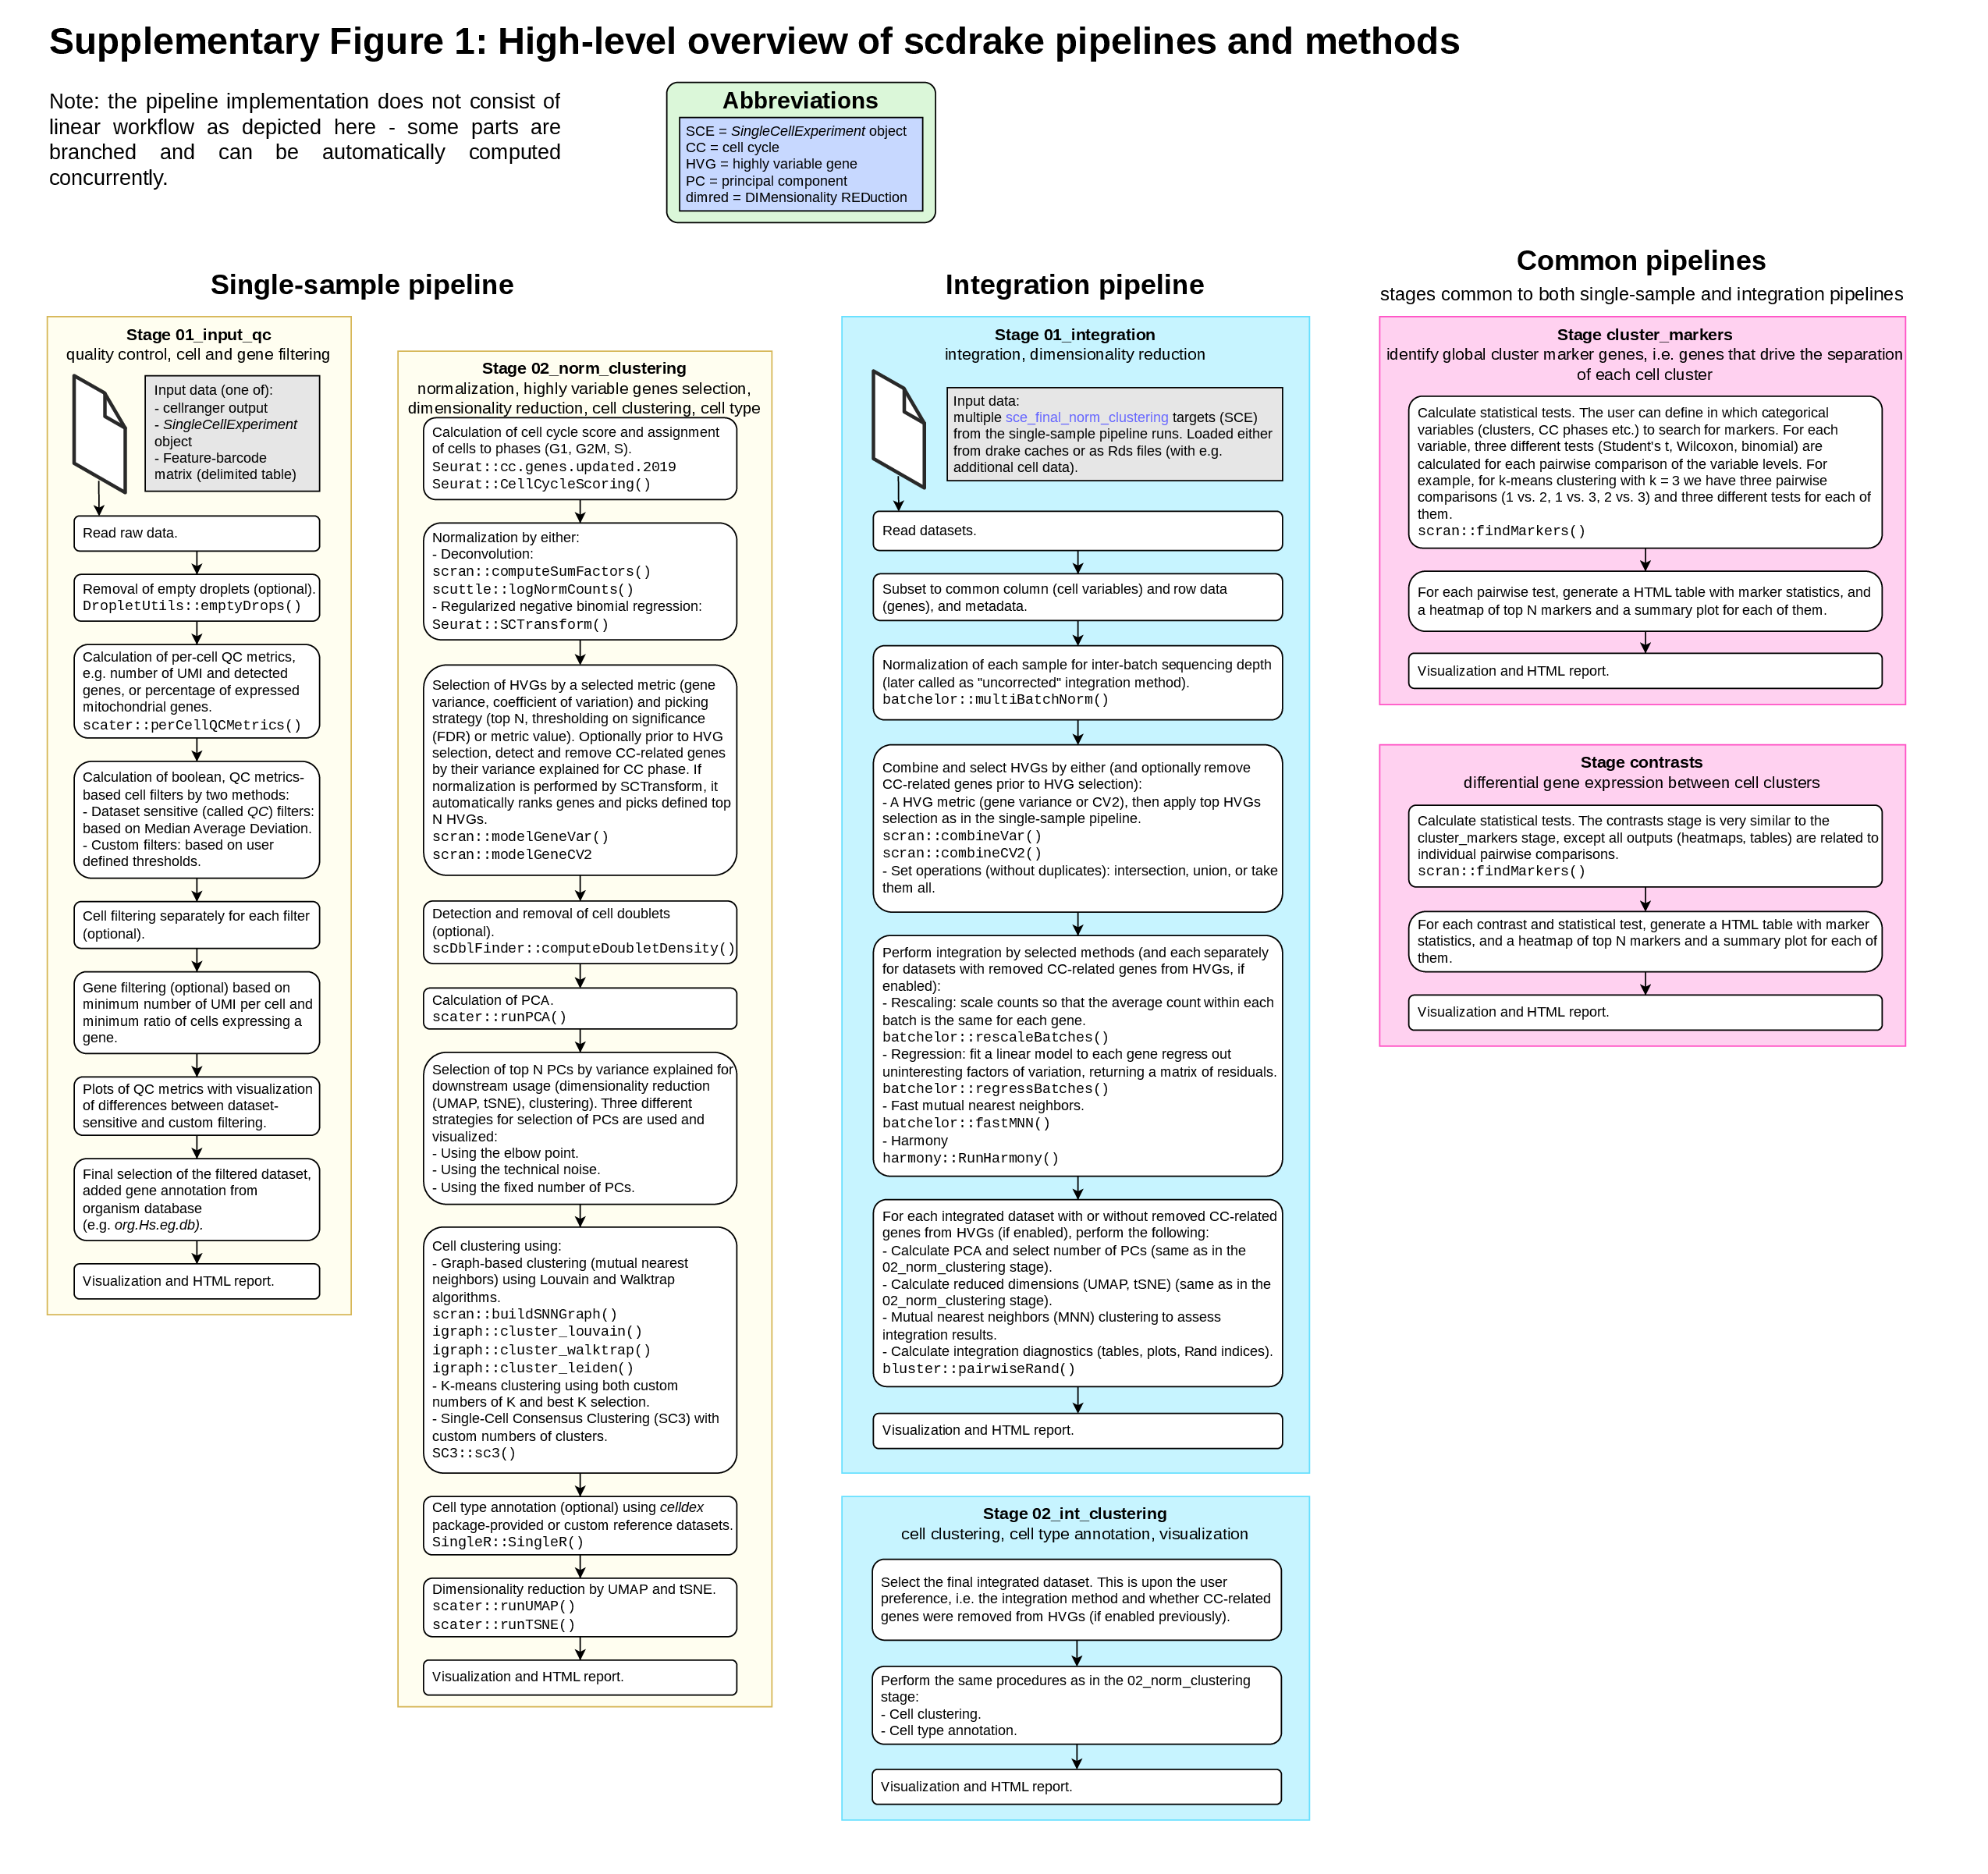 Supplementary Figure 1: High-level overview of scdrake pipelines and methods
Note: the pipeline implementation does not consist of
linear workflow as depicted here - some parts are
branched and can be automatically computed
concurrently.
Abbreviations
SCE = SingleCellExperiment object
CC = cell cycle
HVG = highly variable gene
PC = principal component
dimred = DIMensionality REDuction
Single-sample pipeline
Stage 01_input_qc
quality control, cell and gene filtering
Input data (one of):
- cellranger output
- SingleCellExperiment
object
- Feature-barcode
matrix (delimited table)
Read raw data.
Removal of empty droplets (optional).
DropletUtils::emptyDrops()
Calculation of per-cell QC metrics,
e.g. number of UMI and detected
genes, or percentage of expressed
mitochondrial genes.
scater::perCellQCMetrics()
Calculation of boolean, QC metrics-
based cell filters by two methods:
- Dataset sensitive (called QC) filters:
based on Median Average Deviation.
- Custom filters: based on user
defined thresholds.
Cell filtering separately for each filter
(optional).
Gene filtering (optional) based on
minimum number of UMI per cell and
minimum ratio of cells expressing a
gene.
Plots of QC metrics with visualization
of differences between dataset-
sensitive and custom filtering.
Final selection of the filtered dataset,
added gene annotation from
organism database
(e.g. org.Hs.eg.db).
Visualization and HTML report.
Stage 02_norm_clustering
normalization, highly variable genes selection,
dimensionality reduction, cell clustering, cell type
Calculation of cell cycle score and assignment
of cells to phases (G1, G2M, S).
Seurat::cc.genes.updated.2019
Seurat::CellCycleScoring()
Normalization by either:
- Deconvolution:
scran::computeSumFactors()
scuttle::logNormCounts()
- Regularized negative binomial regression:
Seurat::SCTransform()
Selection of HVGs by a selected metric (gene
variance, coefficient of variation) and picking
strategy (top N, thresholding on significance
(FDR) or metric value). Optionally prior to HVG
selection, detect and remove CC-related genes
by their variance explained for CC phase. If
normalization is performed by SCTransform, it
automatically ranks genes and picks defined top
N HVGs.
scran::modelGeneVar()
scran::modelGeneCV2
Detection and removal of cell doublets
(optional).
scDblFinder::computeDoubletDensity()
Calculation of PCA.
scater::runPCA()
Selection of top N PCs by variance explained for
downstream usage (dimensionality reduction
(UMAP, tSNE), clustering). Three different
strategies for selection of PCs are used and
visualized:
- Using the elbow point.
- Using the technical noise.
- Using the fixed number of PCs.
Cell clustering using:
- Graph-based clustering (mutual nearest
neighbors) using Louvain and Walktrap
algorithms.
scran::buildSNNGraph()
igraph::cluster_louvain()
igraph::cluster_walktrap()
igraph::cluster_leiden()
- K-means clustering using both custom
numbers of K and best K selection.
- Single-Cell Consensus Clustering (SC3) with
custom numbers of clusters.
SC3::sc3()
Cell type annotation (optional) using celldex
package-provided or custom reference datasets.
SingleR::SingleR()
Dimensionality reduction by UMAP and tSNE.
scater::runUMAP()
scater::runTSNE()
Visualization and HTML report.
Integration pipeline
Stage 01_integration
integration, dimensionality reduction
Input data:
multiple sce_final_norm_clustering targets (SCE)
from the single-sample pipeline runs. Loaded either
from drake caches or as Rds files (with e.g.
additional cell data).
Read datasets.
Subset to common column (cell variables) and row data
(genes), and metadata.
Normalization of each sample for inter-batch sequencing depth
(later called as "uncorrected" integration method).
batchelor::multiBatchNorm()
Combine and select HVGs by either (and optionally remove
CC-related genes prior to HVG selection):
- A HVG metric (gene variance or CV2), then apply top HVGs
selection as in the single-sample pipeline.
scran::combineVar()
scran::combineCV2()
- Set operations (without duplicates): intersection, union, or take
them all.
Perform integration by selected methods (and each separately
for datasets with removed CC-related genes from HVGs, if
enabled):
- Rescaling: scale counts so that the average count within each
batch is the same for each gene.
batchelor::rescaleBatches()
- Regression: fit a linear model to each gene regress out
uninteresting factors of variation, returning a matrix of residuals.
batchelor::regressBatches()
- Fast mutual nearest neighbors.
batchelor::fastMNN()
- Harmony
harmony::RunHarmony()
For each integrated dataset with or without removed CC-related
genes from HVGs (if enabled), perform the following:
- Calculate PCA and select number of PCs (same as in the
02_norm_clustering stage).
- Calculate reduced dimensions (UMAP, tSNE) (same as in the
02_norm_clustering stage).
- Mutual nearest neighbors (MNN) clustering to assess
integration results.
- Calculate integration diagnostics (tables, plots, Rand indices).
bluster::pairwiseRand()
Visualization and HTML report.
Stage 02_int_clustering
cell clustering, cell type annotation, visualization
Select the final integrated dataset. This is upon the user
preference, i.e. the integration method and whether CC-related
genes were removed from HVGs (if enabled previously).
Perform the same procedures as in the 02_norm_clustering
stage:
- Cell clustering.
- Cell type annotation.
Visualization and HTML report.
Common pipelines
stages common to both single-sample and integration pipelines
Stage cluster_markers
identify global cluster marker genes, i.e. genes that drive the separation
of each cell cluster
Calculate statistical tests. The user can define in which categorical
variables (clusters, CC phases etc.) to search for markers. For each
variable, three different tests (Student's t, Wilcoxon, binomial) are
calculated for each pairwise comparison of the variable levels. For
example, for k-means clustering with k = 3 we have three pairwise
comparisons (1 vs. 2, 1 vs. 3, 2 vs. 3) and three different tests for each of
them.
scran::findMarkers()
For each pairwise test, generate a HTML table with marker statistics, and
a heatmap of top N markers and a summary plot for each of them.
Visualization and HTML report.
Stage contrasts
differential gene expression between cell clusters
Calculate statistical tests. The contrasts stage is very similar to the
cluster_markers stage, except all outputs (heatmaps, tables) are related to
individual pairwise comparisons.
scran::findMarkers()
For each contrast and statistical test, generate a HTML table with marker
statistics, and a heatmap of top N markers and a summary plot for each of
them.
Visualization and HTML report.